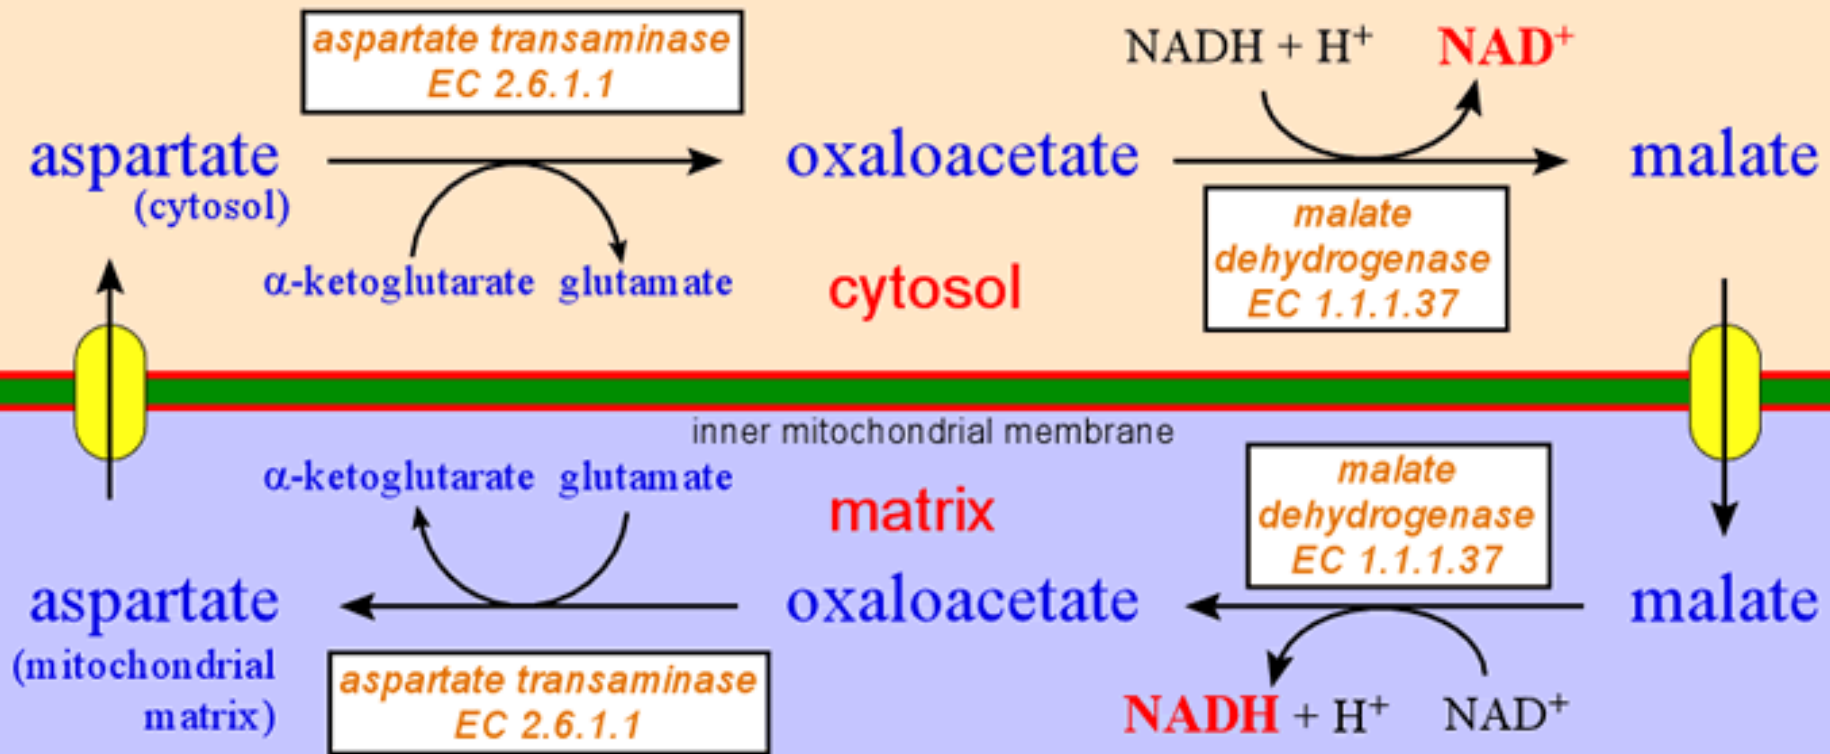 aspartate transaminase
EC 2.6.1.1
NADH + H⁺ NAD⁺
aspartate
(cytosol)
oxaloacetate
malate
α-ketoglutarate glutamate
cytosol
malate
dehydrogenase
EC 1.1.1.37
inner mitochondrial membrane
α-ketoglutarate glutamate
matrix
malate
dehydrogenase
EC 1.1.1.37
aspartate
(mitochondrial
matrix)
oxaloacetate
malate
aspartate transaminase
EC 2.6.1.1
NADH + H⁺ NAD⁺